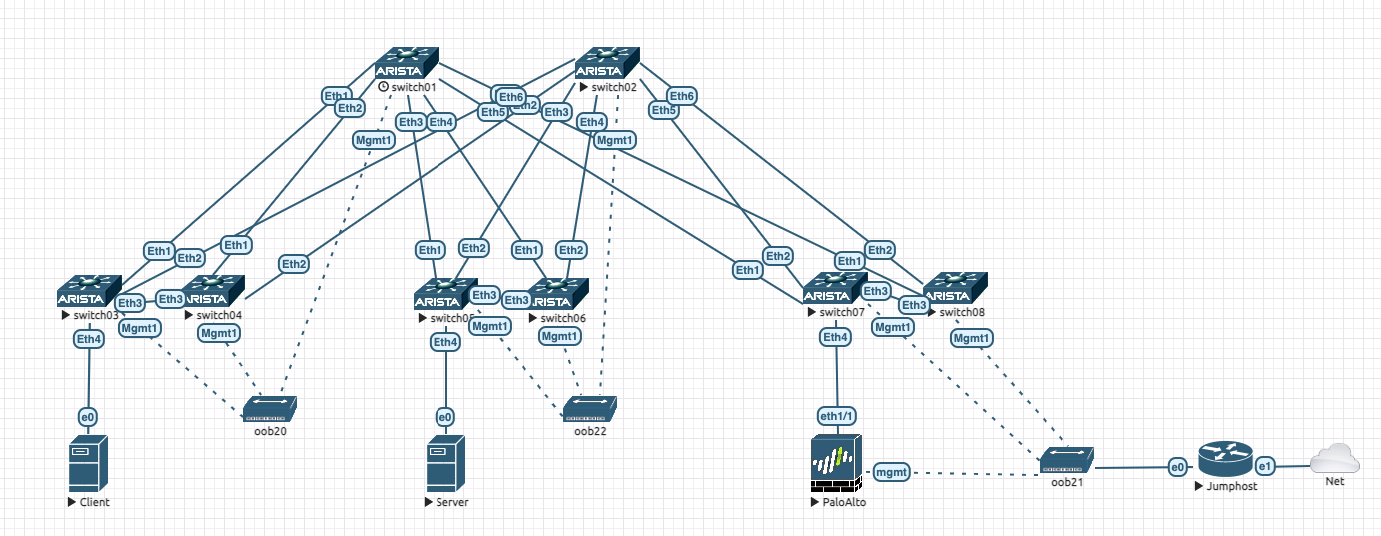 ARISTA
switch01
ARISTA
switch02
Eth1
Eth2
Eth3
Eth4
Mgmt1
Eth5
Eth6
Eth2
Eth3
Eth4
Mgmt1
Eth5
Eth6
Eth1
Eth2
Eth1
Eth2
Eth1
Eth2
Eth1
Eth2
Eth1
Eth2
Eth1
Eth2
ARISTA
switch03
Eth3
Eth3
ARISTA
switch04
Mgmt1
Mgmt1
Eth4
ARISTA
switch05
Eth3
Eth3
ARISTA
switch06
Mgmt1
Mgmt1
Eth4
ARISTA
switch07
Eth3
Eth3
ARISTA
switch08
Mgmt1
Mgmt1
Eth4
oob20
oob22
e0
e0
eth1/1
mgmt
oob21
e0
Jumphost
e1
Net
Client
Server
PaloAlto